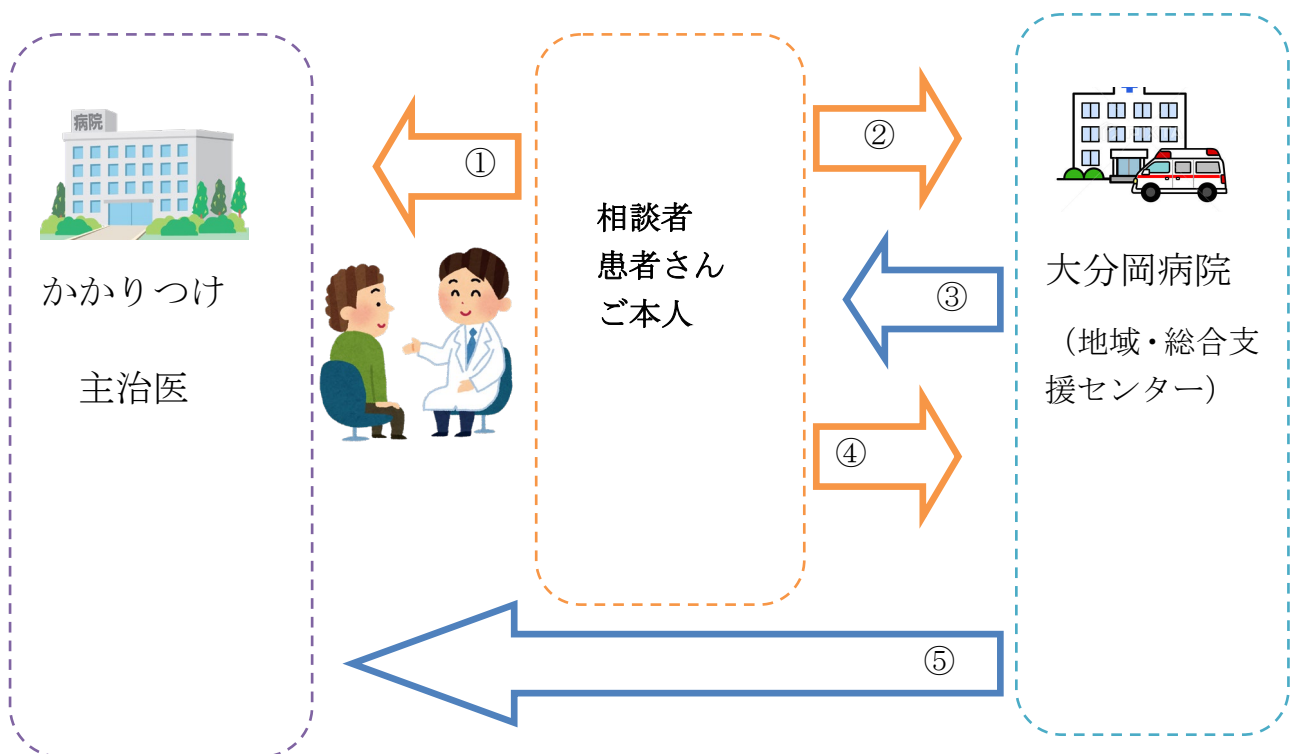 病院
かかりつけ
主治医
①
相談者
患者さん
ご本人
②
③
④
⑤
大分岡病院
（地域・総合支
援センター）